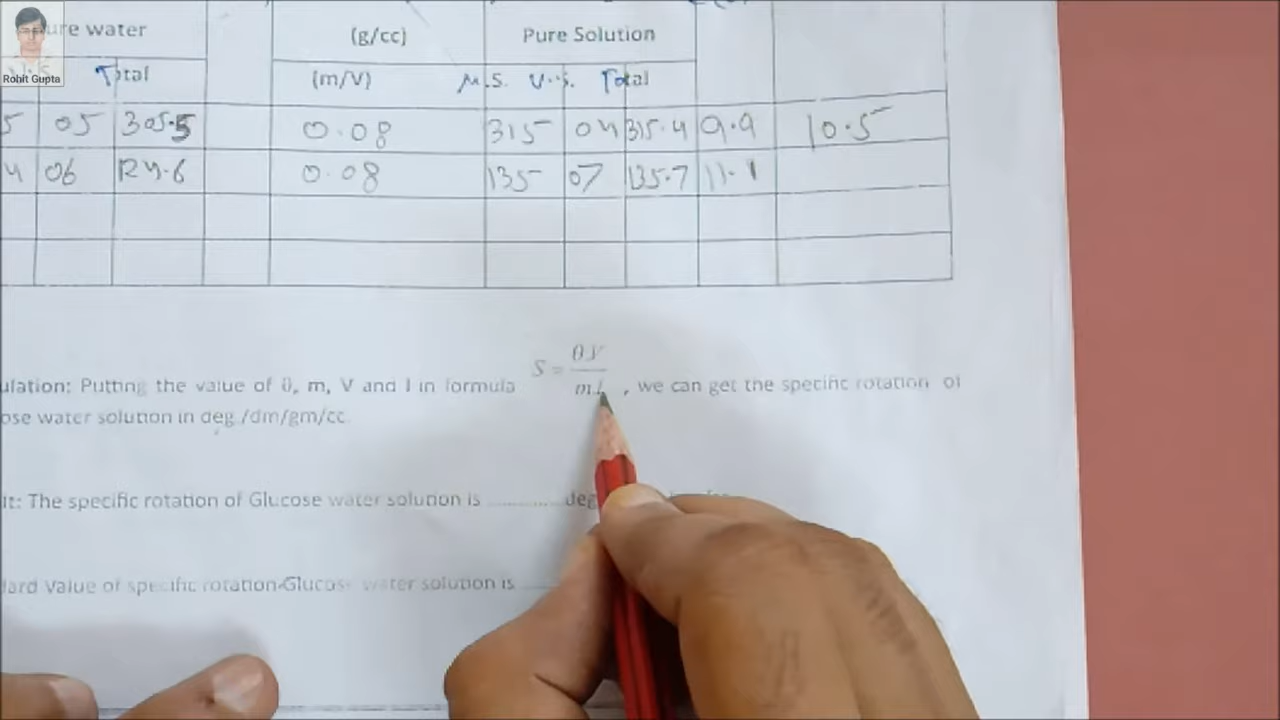 ure water (g/cc) Pure Solution
Rohit Gupta Total (m/V) M.S. V.S. Total
5 05 305.5 0.08 315 04 315.4 9.9 10.5
4 06 124.6 0.08 135 07 135.7 11.1
ulation: Putting the value of θ, m, V and l in formula S = θV / ml , we can get the specific rotation of
ose water solution in deg./dm/gm/cc.
lt: The specific rotation of Glucose water solution is ............ deg
dard Value of specific rotation-Glucose water solution is